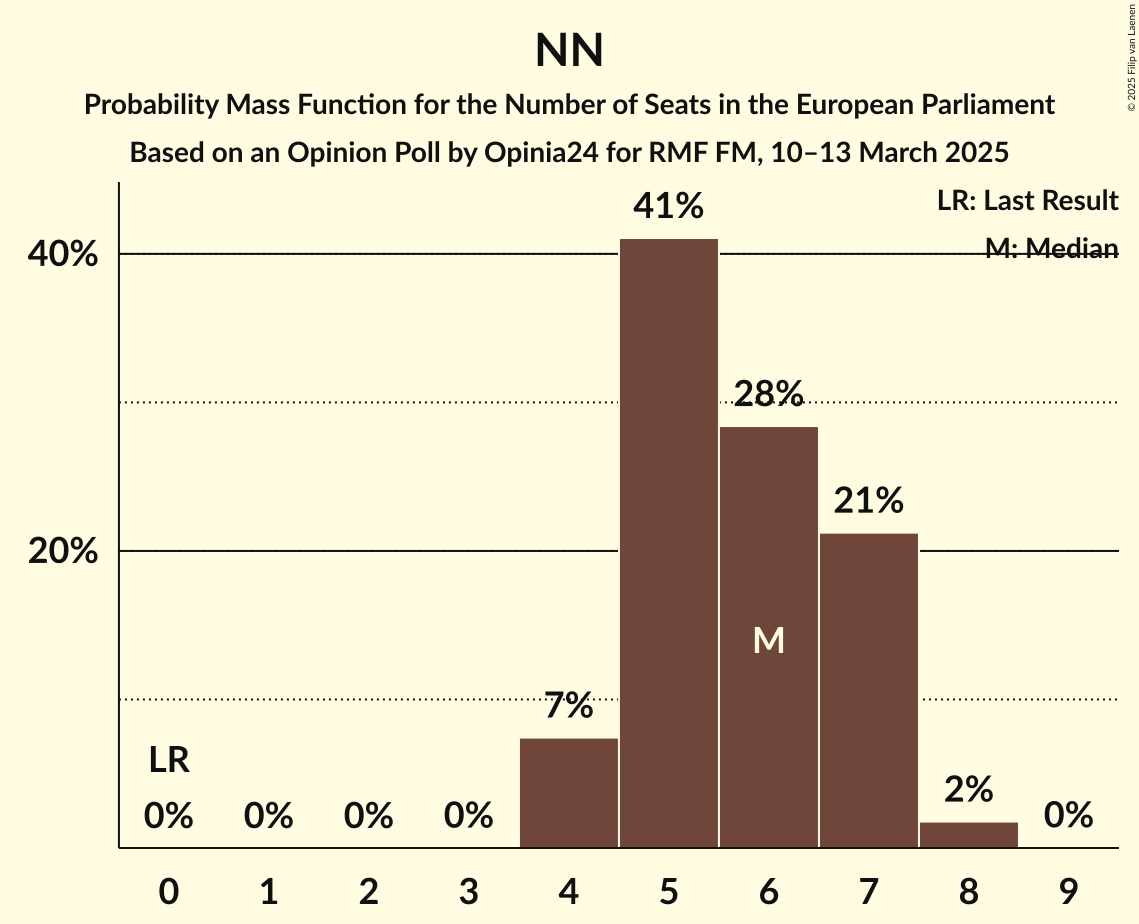 NN
Probability Mass Function for the Number of Seats in the European Parliament
Based on an Opinion Poll by Opinia24 for RMF FM, 10–13 March 2025
© 2025 Filip van Laenen
LR: Last Result
M: Median
40%
20%
LR
0%
0%
0%
0%
7%
41%
28%
21%
2%
0%
M
0 1 2 3 4 5 6 7 8 9